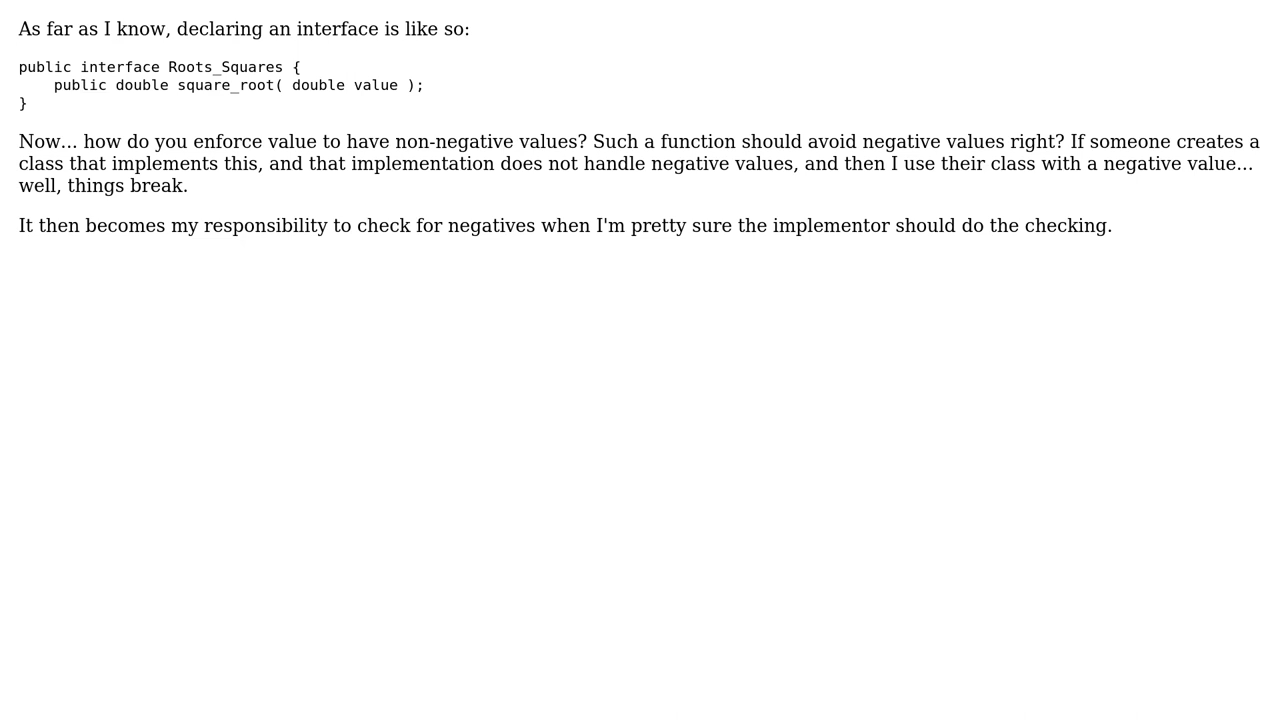 As far as I know, declaring an interface is like so:
public interface Roots_Squares {
    public double square_root( double value );
}
Now... how do you enforce value to have non-negative values? Such a function should avoid negative values right? If someone creates a
class that implements this, and that implementation does not handle negative values, and then I use their class with a negative value...
well, things break.
It then becomes my responsibility to check for negatives when I'm pretty sure the implementor should do the checking.